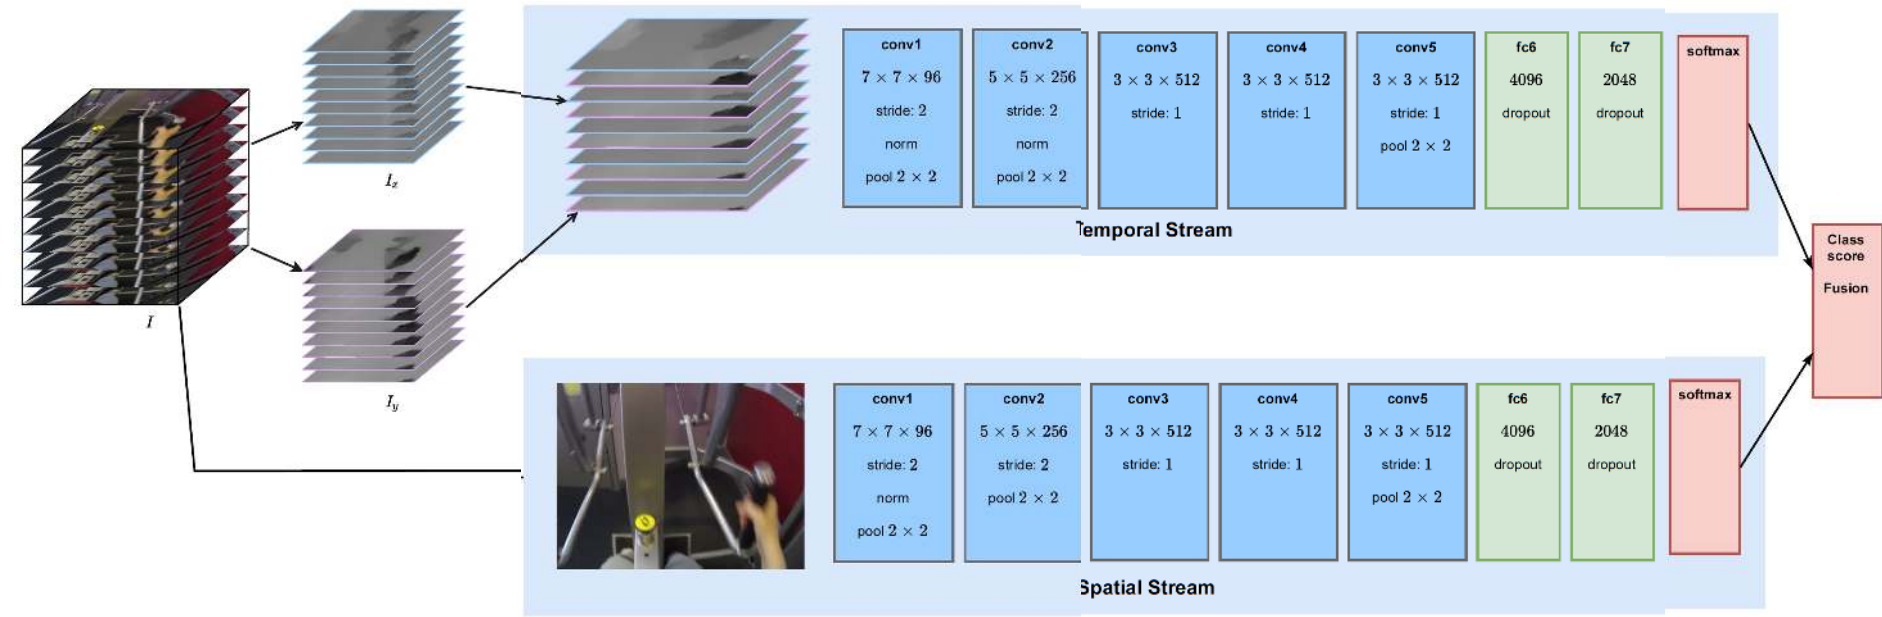 I
I_x
I_y
conv1
7 × 7 × 96
stride: 2
norm
pool 2 × 2
conv2
5 × 5 × 256
stride: 2
norm
pool 2 × 2
conv3
3 × 3 × 512
stride: 1
conv4
3 × 3 × 512
stride: 1
conv5
3 × 3 × 512
stride: 1
pool 2 × 2
fc6
4096
dropout
fc7
2048
dropout
softmax
Temporal Stream
Class
score
Fusion
conv1
7 × 7 × 96
stride: 2
norm
pool 2 × 2
conv2
5 × 5 × 256
stride: 2
pool 2 × 2
conv3
3 × 3 × 512
stride: 1
conv4
3 × 3 × 512
stride: 1
conv5
3 × 3 × 512
stride: 1
pool 2 × 2
fc6
4096
dropout
fc7
2048
dropout
softmax
Spatial Stream